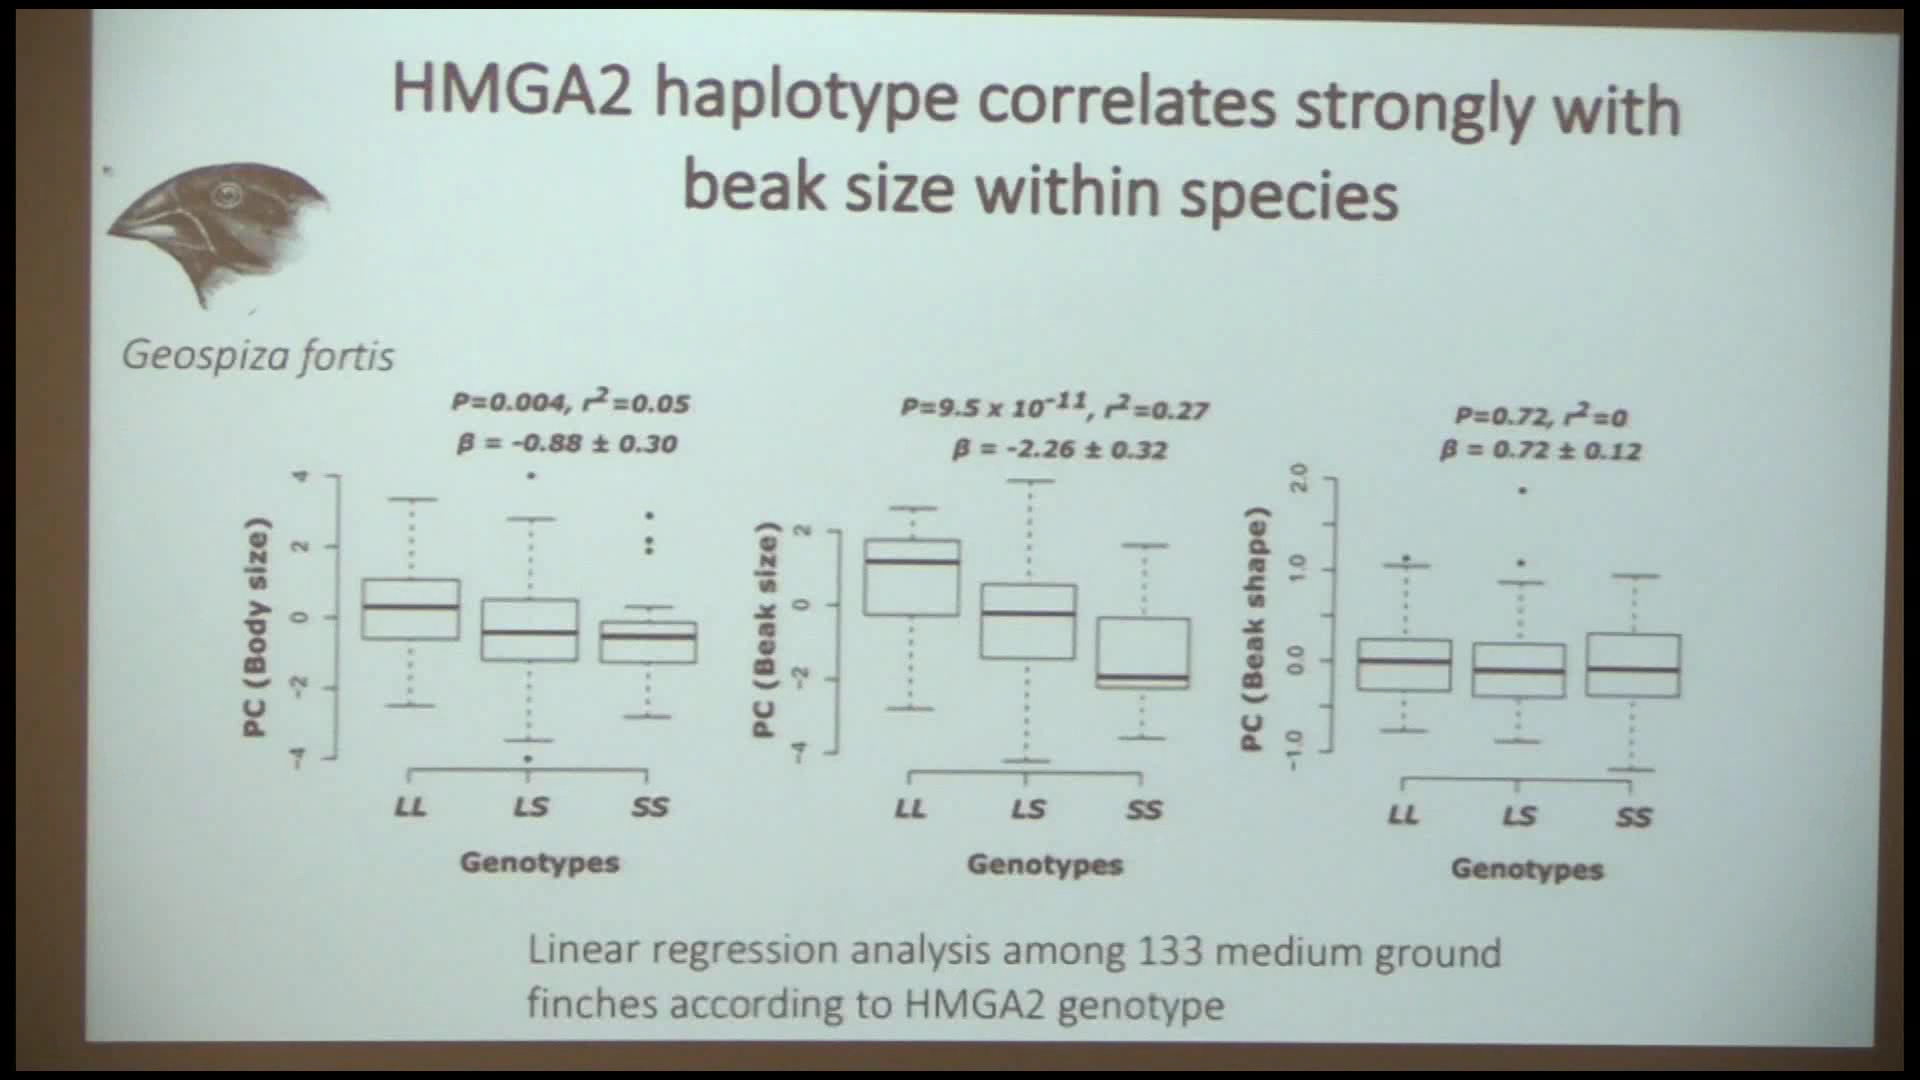 HMGA2 haplotype correlates strongly with
beak size within species
Geospiza fortis
P=0.004, r²=0.05
β = -0.88 ± 0.30
PC (Body size)
4
2
0
-2
-4
LL LS SS
Genotypes
P=9.5 x 10⁻¹¹, r²=0.27
β = -2.26 ± 0.32
PC (Beak size)
2
0
-2
-4
LL LS SS
Genotypes
P=0.72, r²=0
β = 0.72 ± 0.12
PC (Beak shape)
2.0
1.0
0.0
-1.0
LL LS SS
Genotypes
Linear regression analysis among 133 medium ground
finches according to HMGA2 genotype